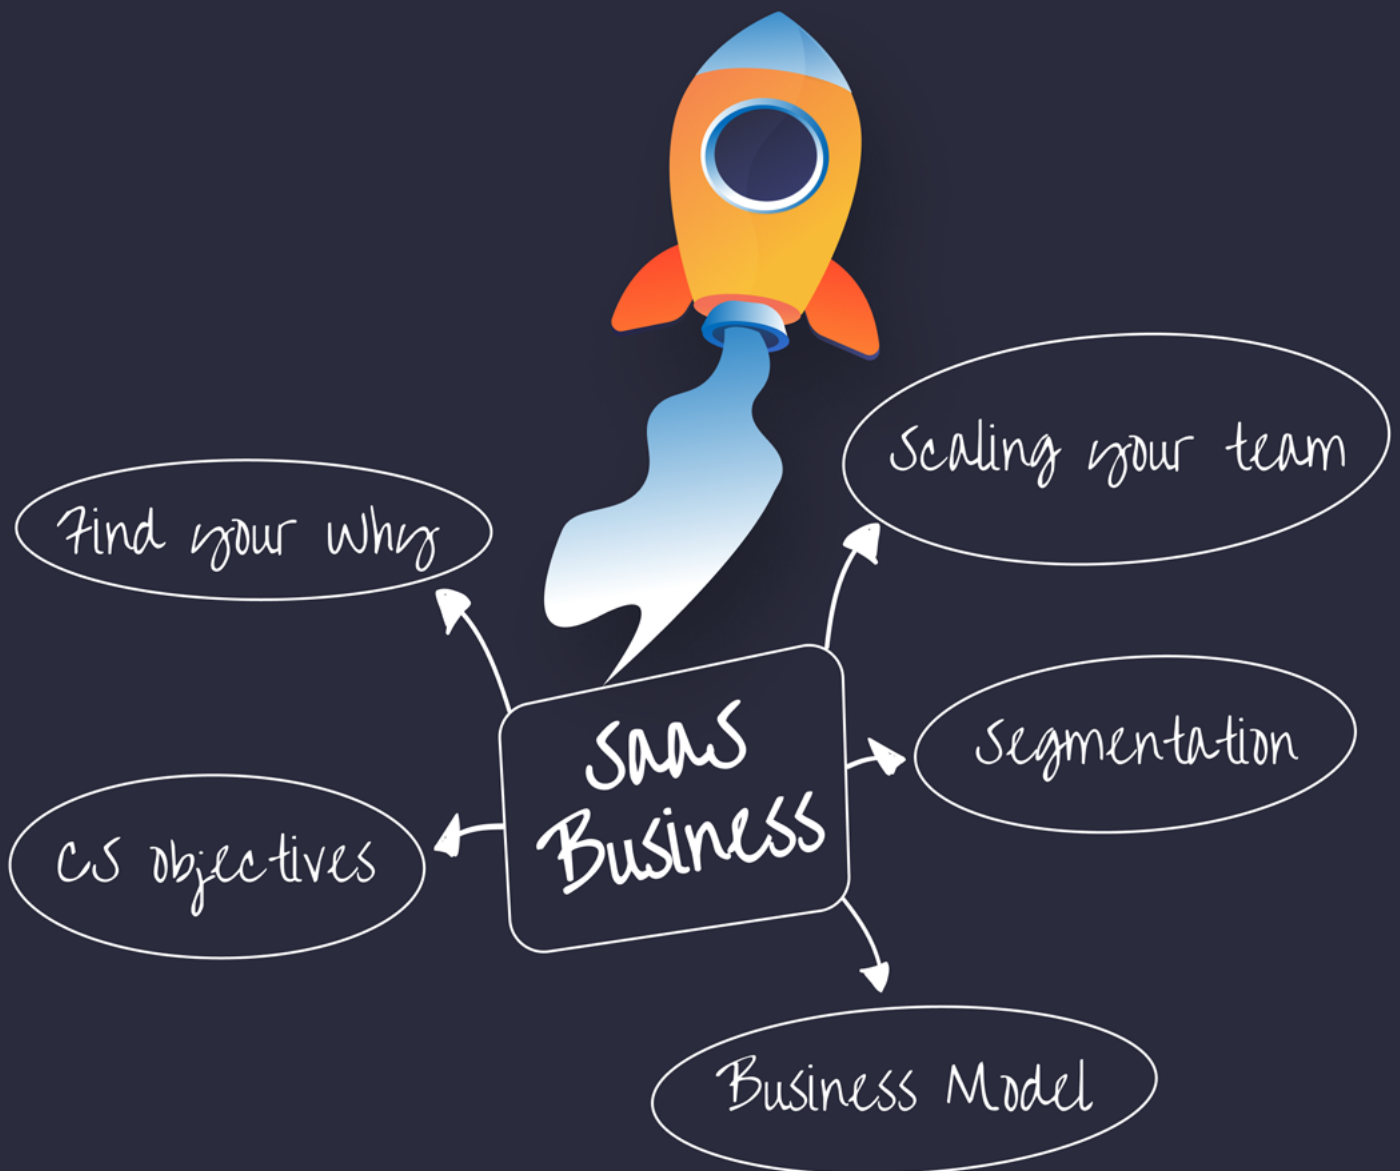 Scaling your team
Find your Why
SaaS
Business
Segmentation
CS objectives
Business Model